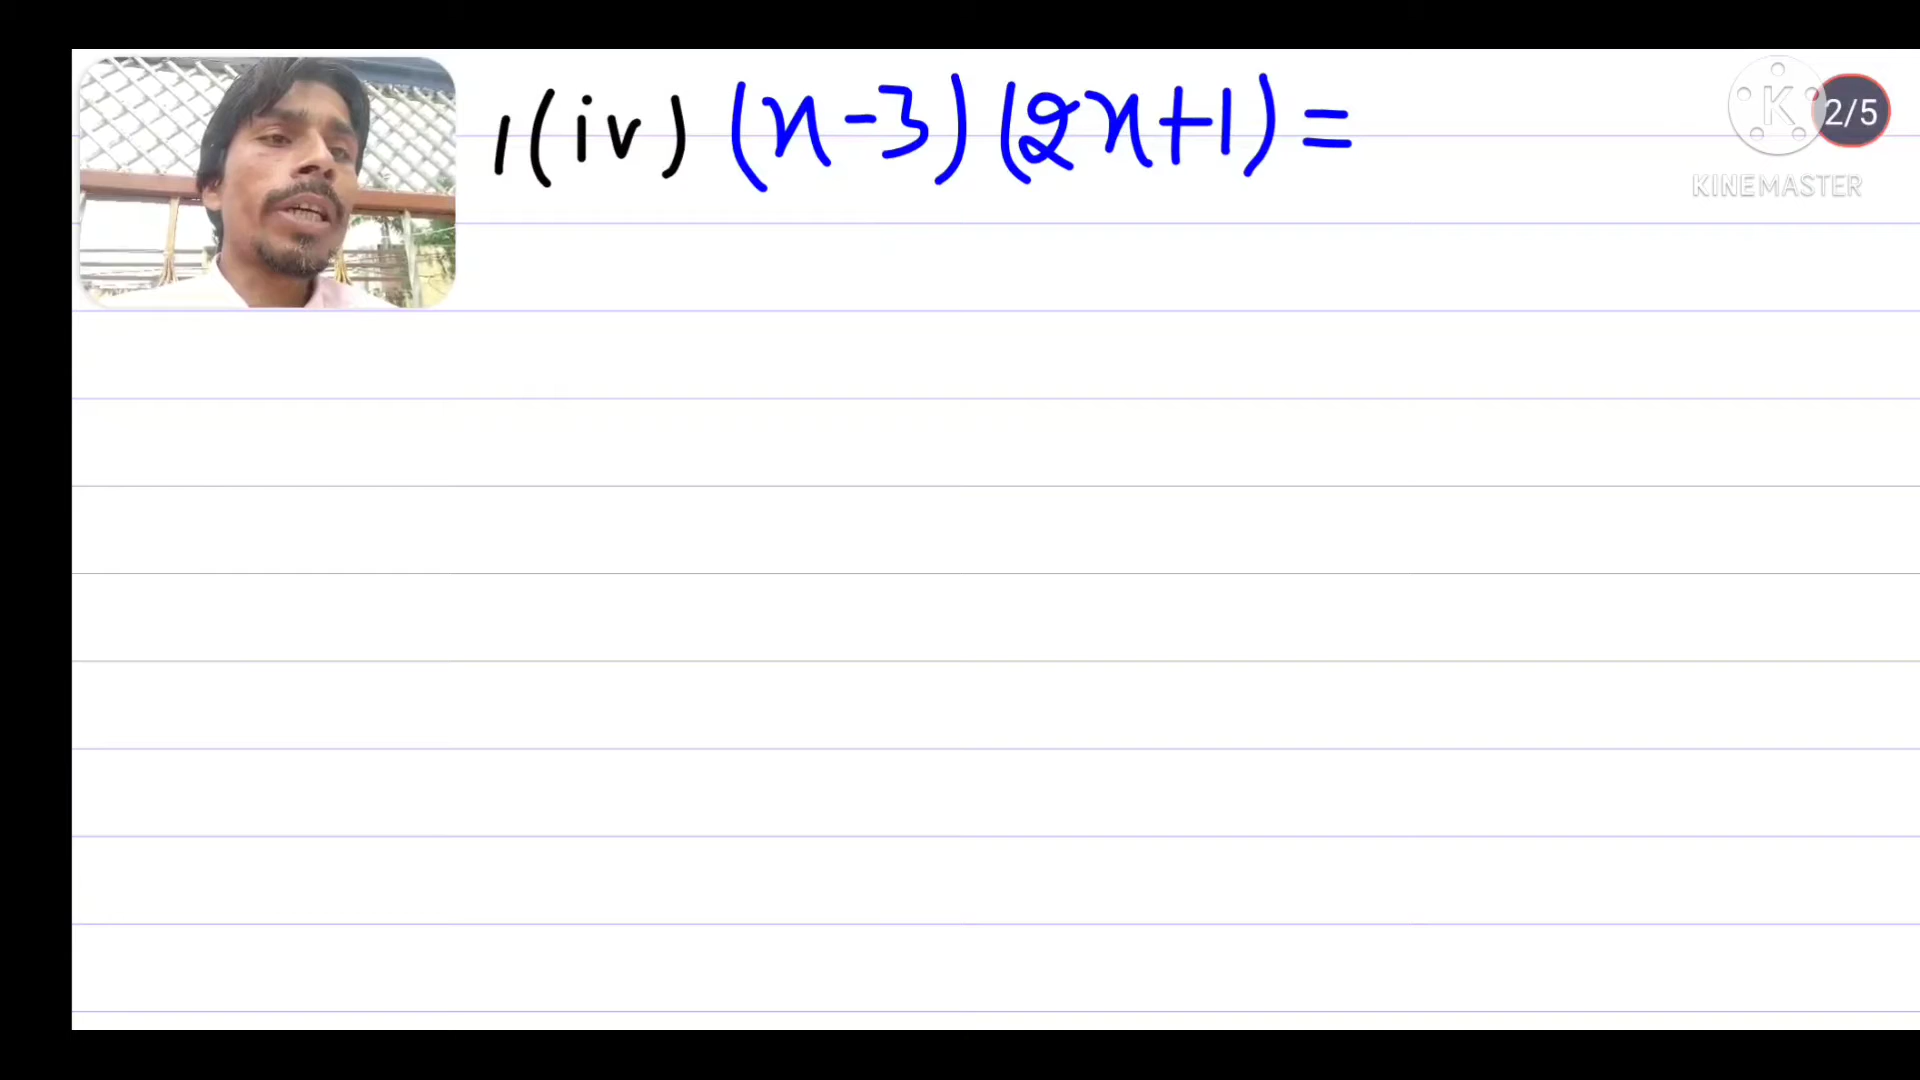 1(iv) (x-3) (2x+1) =
K 2/5
KINEMASTER